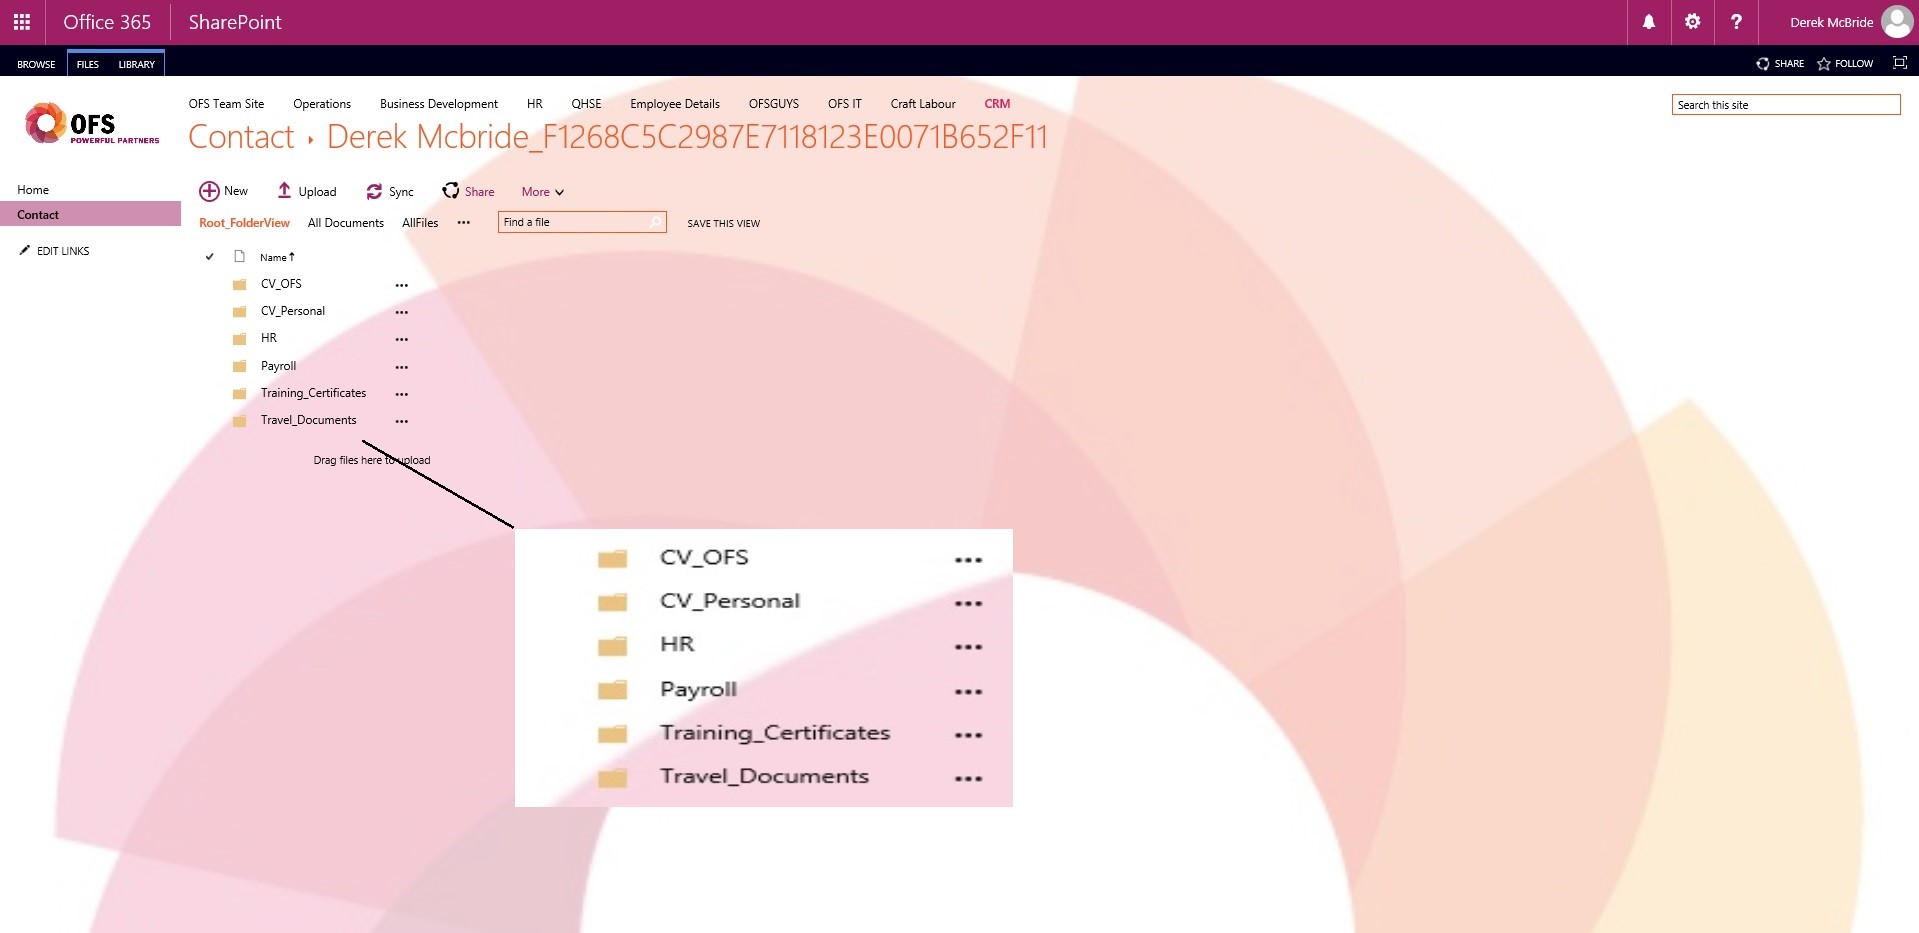 Office 365 SharePoint ? Derek McBride
BROWSE FILES LIBRARY SHARE FOLLOW
OFS Team Site Operations Business Development HR QHSE Employee Details OFSGUYS OFS IT Craft Labour CRM Search this site
OFS
POWERFUL PARTNERS
Contact Derek Mcbride_F1268C5C2987E7118123E0071B652F11
Home
Contact
EDIT LINKS
New Upload Sync Share More
Root_FolderView All Documents AllFiles ••• Find a file SAVE THIS VIEW
Name
CV_OFS •••
CV_Personal •••
HR •••
Payroll •••
Training_Certificates •••
Travel_Documents •••
Drag files here to upload
CV_OFS •••
CV_Personal •••
HR •••
Payroll •••
Training_Certificates •••
Travel_Documents •••